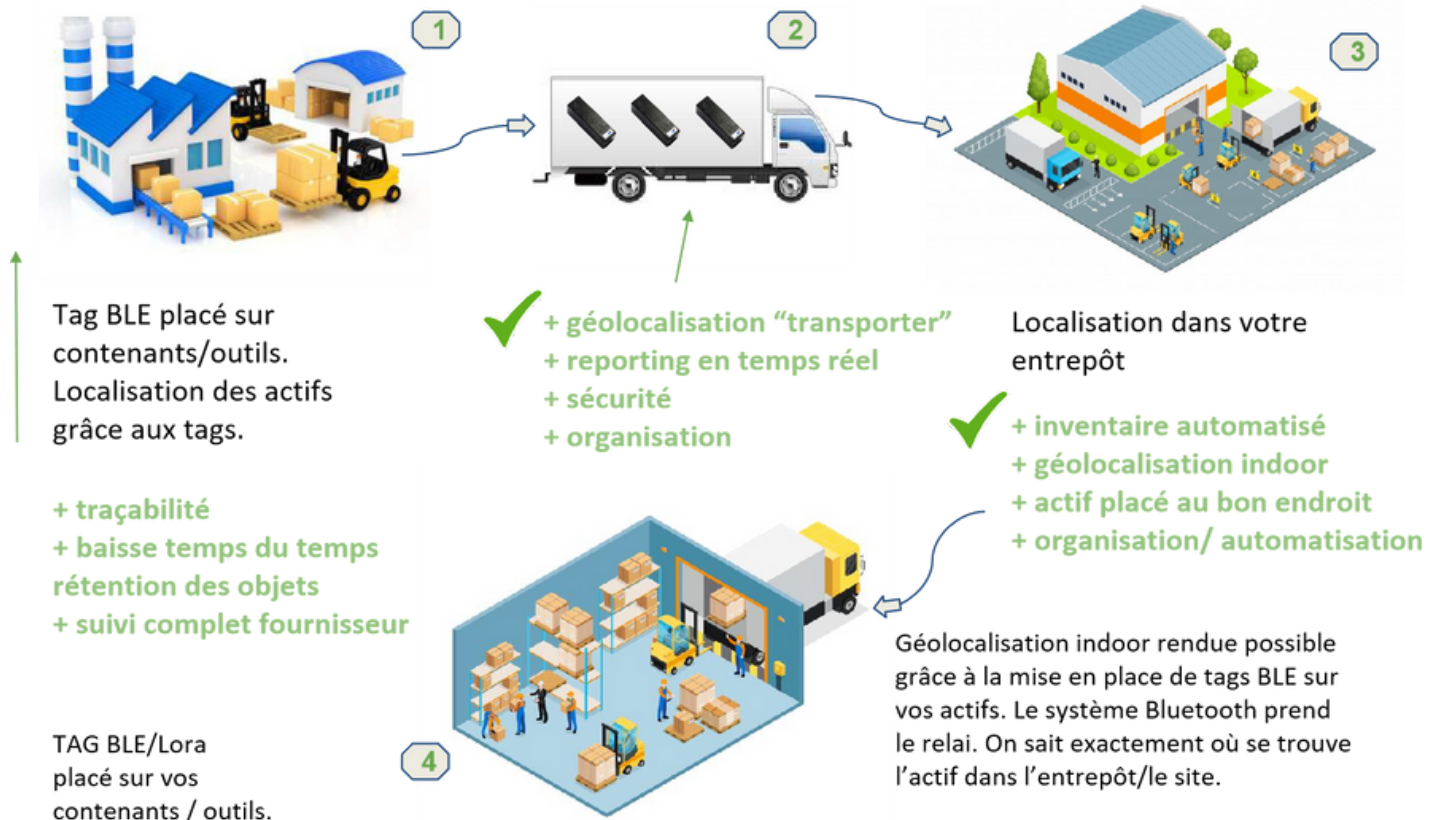 1
2
3
Tag BLE placé sur
contenants/outils.
Localisation des actifs
grâce aux tags.
+ traçabilité
+ baisse temps du temps
rétention des objets
+ suivi complet fournisseur
+ géolocalisation “transporter”
+ reporting en temps réel
+ sécurité
+ organisation
Localisation dans votre
entrepôt
+ inventaire automatisé
+ géolocalisation indoor
+ actif placé au bon endroit
+ organisation/ automatisation
Géolocalisation indoor rendue possible
grâce à la mise en place de tags BLE sur
vos actifs. Le système Bluetooth prend
le relai. On sait exactement où se trouve
l’actif dans l’entrepôt/le site.
4
TAG BLE/Lora
placé sur vos
contenants / outils.